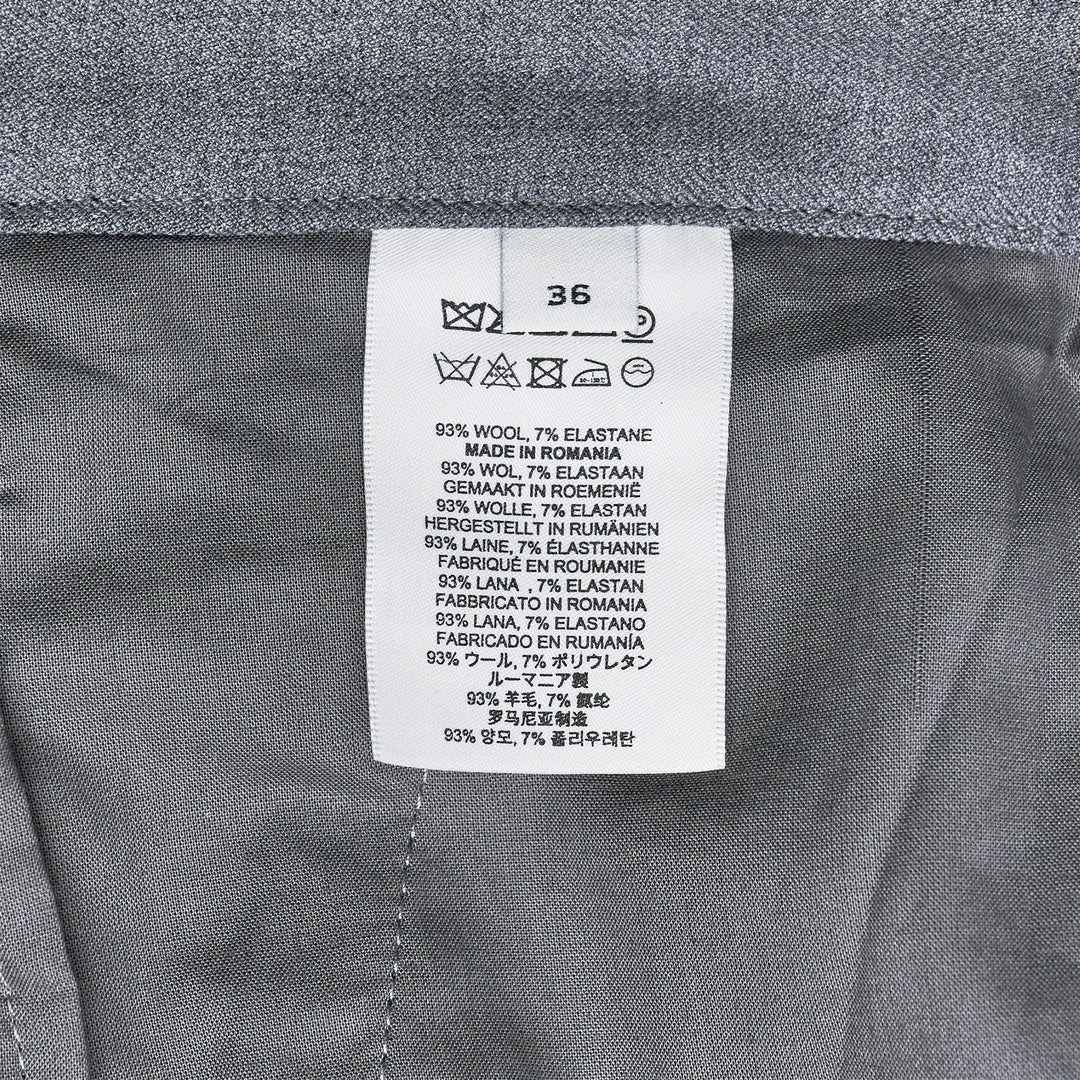 36
93% WOOL, 7% ELASTANE
MADE IN ROMANIA
93% WOL, 7% ELASTAAN
GEMAAKT IN ROEMENIË
93% WOLLE, 7% ELASTAN
HERGESTELLT IN RUMÄNIEN
93% LAINE, 7% ÉLASTHANNE
FABRIQUÉ EN ROUMANIE
93% LANA , 7% ELASTAN
FABBRICATO IN ROMANIA
93% LANA, 7% ELASTANO
FABRICADO EN RUMANÍA
93% ウール, 7% ポリウレタン
ルーマニア製
93% 羊毛, 7% 氨纶
罗马尼亚制造
93% 양모, 7% 폴리우레탄